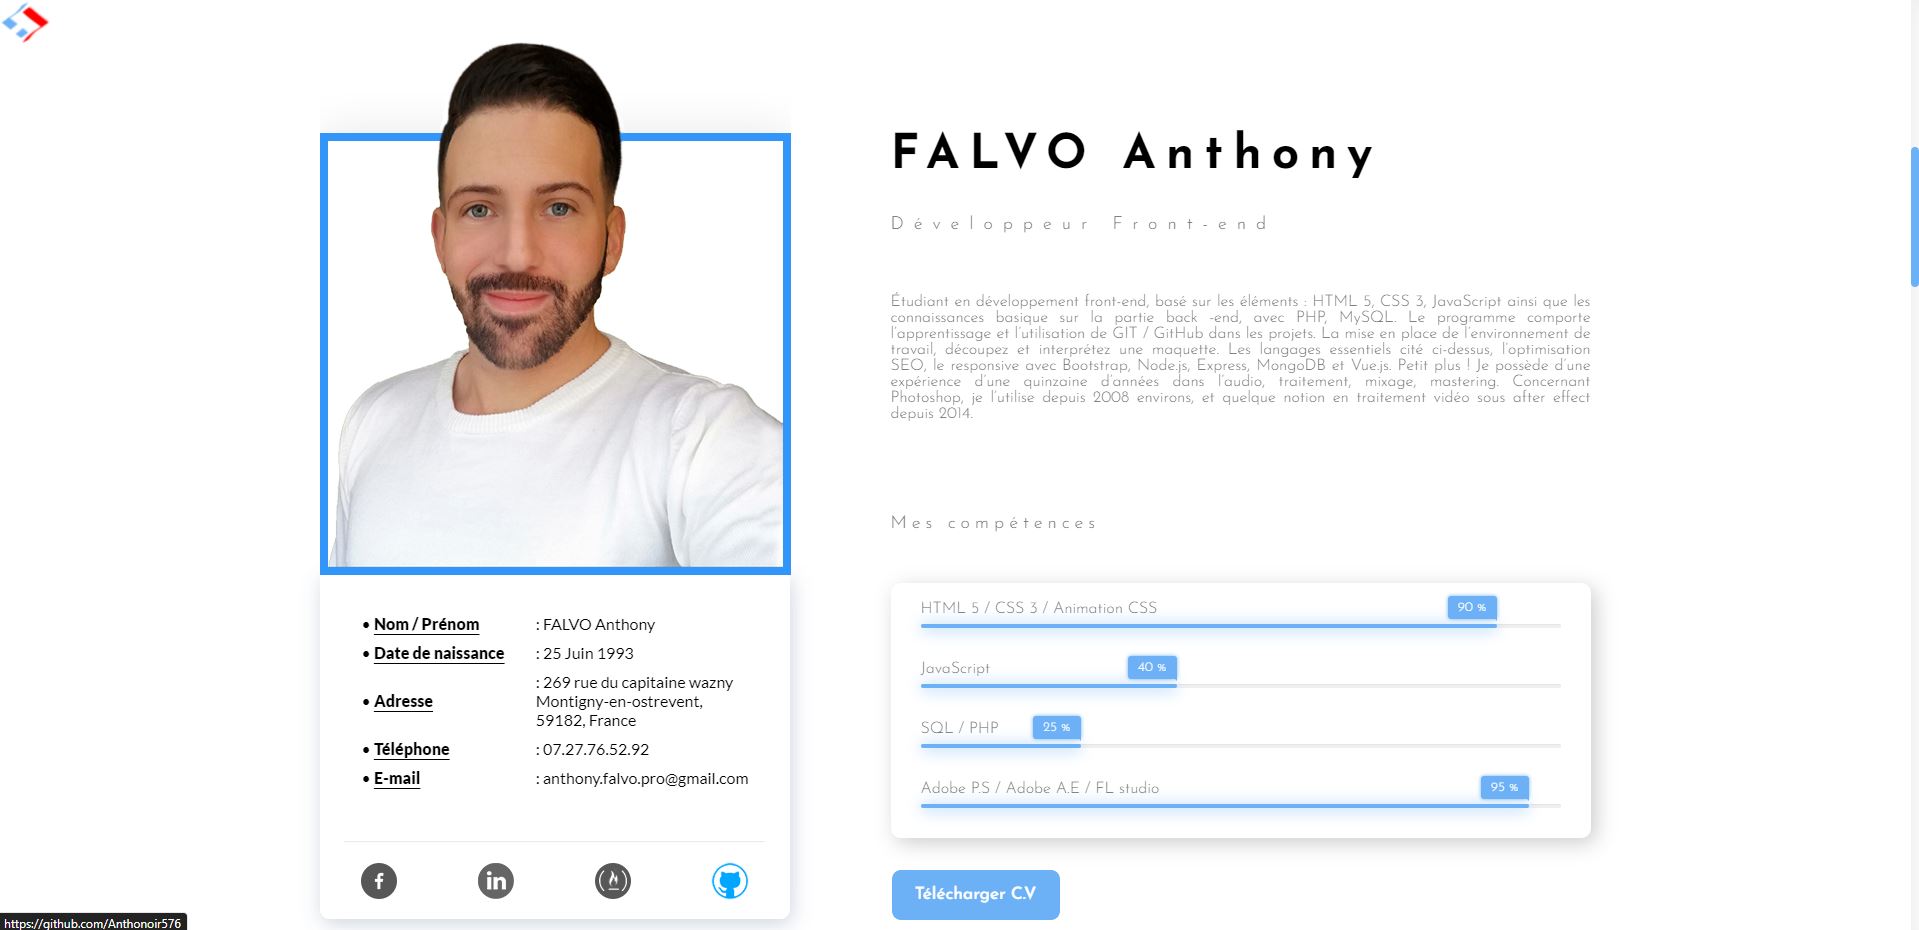 FALVO Anthony
Développeur Front-end
Étudiant en développement front-end, basé sur les éléments : HTML 5, CSS 3, JavaScript ainsi que les
connaissances basique sur la partie back -end, avec PHP, MySQL. Le programme comporte
l'apprentissage et l'utilisation de GIT / GitHub dans les projets. La mise en place de l'environnement de
travail, découpez et interprétez une maquette. Les langages essentiels cité ci-dessus, l'optimisation
SEO, le responsive avec Bootstrap, Node.js, Express, MongoDB et Vue.js. Petit plus ! Je possède d'une
expérience d'une quinzaine d'années dans l'audio, traitement, mixage, mastering. Concernant
Photoshop, je l'utilise depuis 2008 environs, et quelque notion en traitement vidéo sous after effect
depuis 2014.
Mes compétences
HTML 5 / CSS 3 / Animation CSS 90 %
JavaScript 40 %
SQL / PHP 25 %
Adobe P.S / Adobe A.E / FL studio 95 %
Télécharger C.V
• Nom / Prénom : FALVO Anthony
• Date de naissance : 25 Juin 1993
• Adresse : 269 rue du capitaine wazny
Montigny-en-ostrevent,
59182, France
• Téléphone : 07.27.76.52.92
• E-mail : anthony.falvo.pro@gmail.com
https://github.com/Anthonoir576